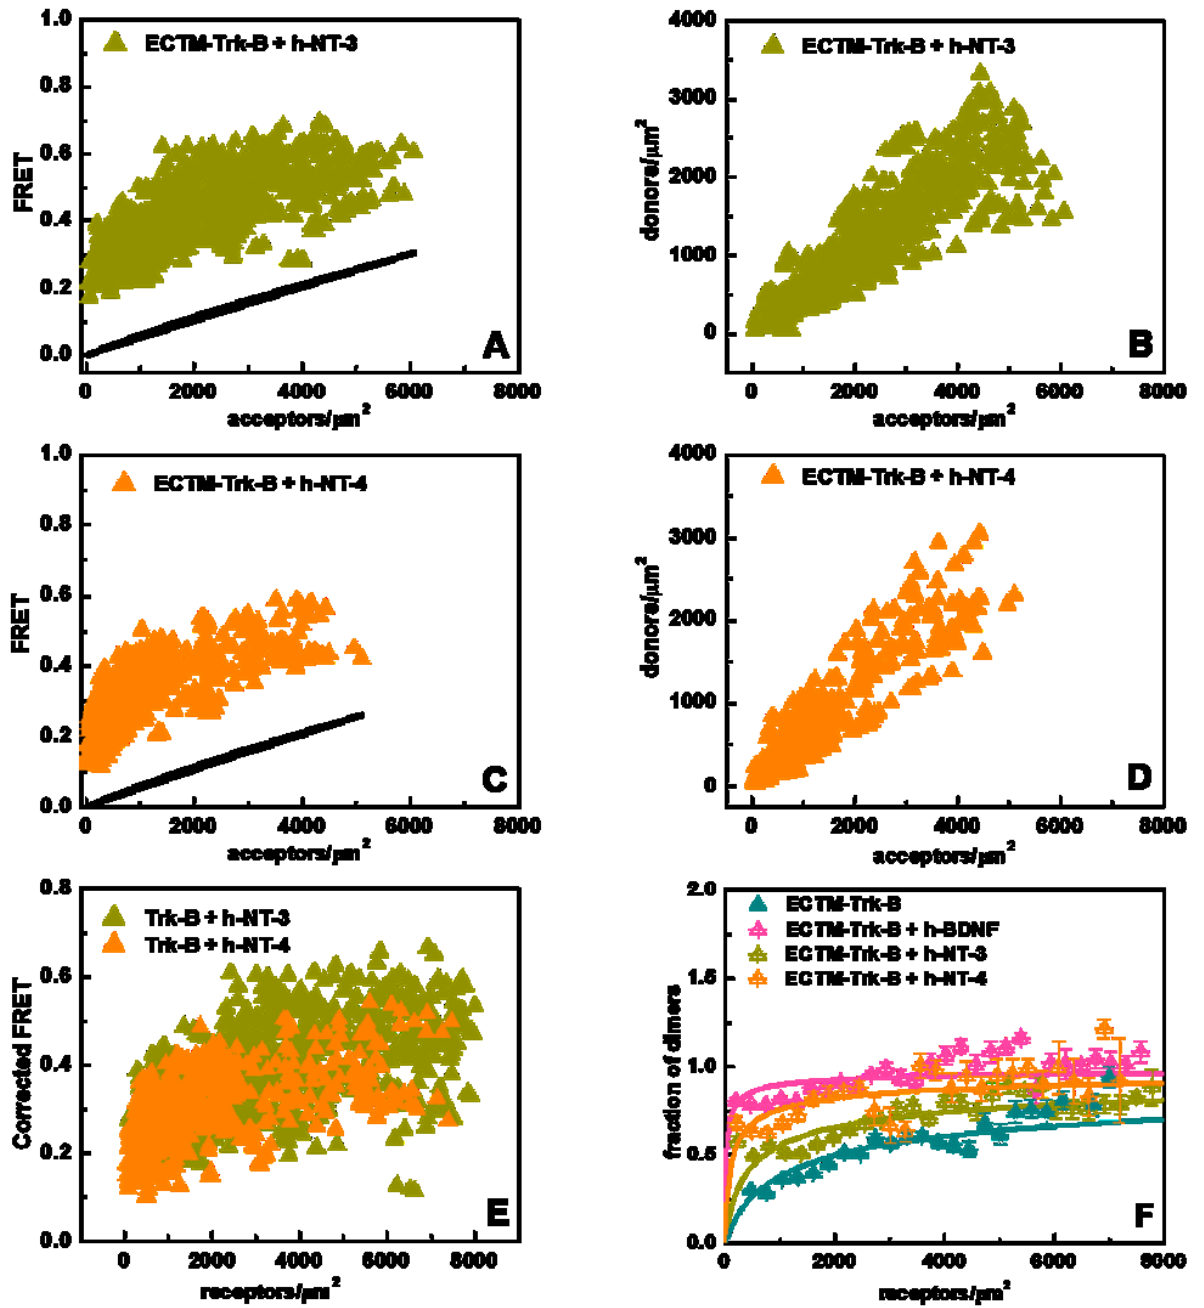 1.0
0.8
0.6
0.4
0.2
0.0
FRET
ECTM-Trk-B + h-NT-3
A
0
2000
4000
6000
8000
acceptors/μm²
4000
3000
2000
1000
0
donors/μm²
ECTM-Trk-B + h-NT-3
B
0
2000
4000
6000
8000
acceptors/μm²
1.0
0.8
0.6
0.4
0.2
0.0
FRET
ECTM-Trk-B + h-NT-4
C
0
2000
4000
6000
8000
acceptors/μm²
4000
3000
2000
1000
0
donors/μm²
ECTM-Trk-B + h-NT-4
D
0
2000
4000
6000
8000
acceptors/μm²
0.8
0.6
0.4
0.2
0.0
Corrected FRET
Trk-B + h-NT-3
Trk-B + h-NT-4
E
0
2000
4000
6000
8000
receptors/μm²
2.0
1.5
1.0
0.5
0.0
fraction of dimers
ECTM-Trk-B
ECTM-Trk-B + h-BDNF
ECTM-Trk-B + h-NT-3
ECTM-Trk-B + h-NT-4
F
0
2000
4000
6000
8000
receptors/μm²